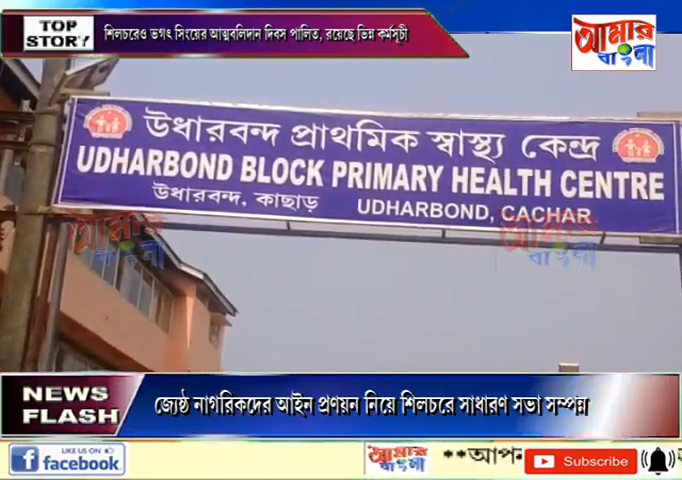 TOP STORY
শিলচরেও ভগৎ সিংয়ের আত্মবলিদান দিবস পালিত, রয়েছে ভিন্ন কর্মসূচী
আমার
বাংলা
উধারবন্দ প্রাথমিক স্বাস্থ্য কেন্দ্র
UDHARBOND BLOCK PRIMARY HEALTH CENTRE
উধারবন্দ, কাছাড় UDHARBOND, CACHAR
আমার আমার
বাংলা বাংলা
NEWS FLASH
জ্যেষ্ঠ নাগরিকদের আইন প্রণয়ন নিয়ে শিলচরে সাধারণ সভা সম্পন্ন
LIKE US ON
facebook.
আমার
বাংলা
Subscribe